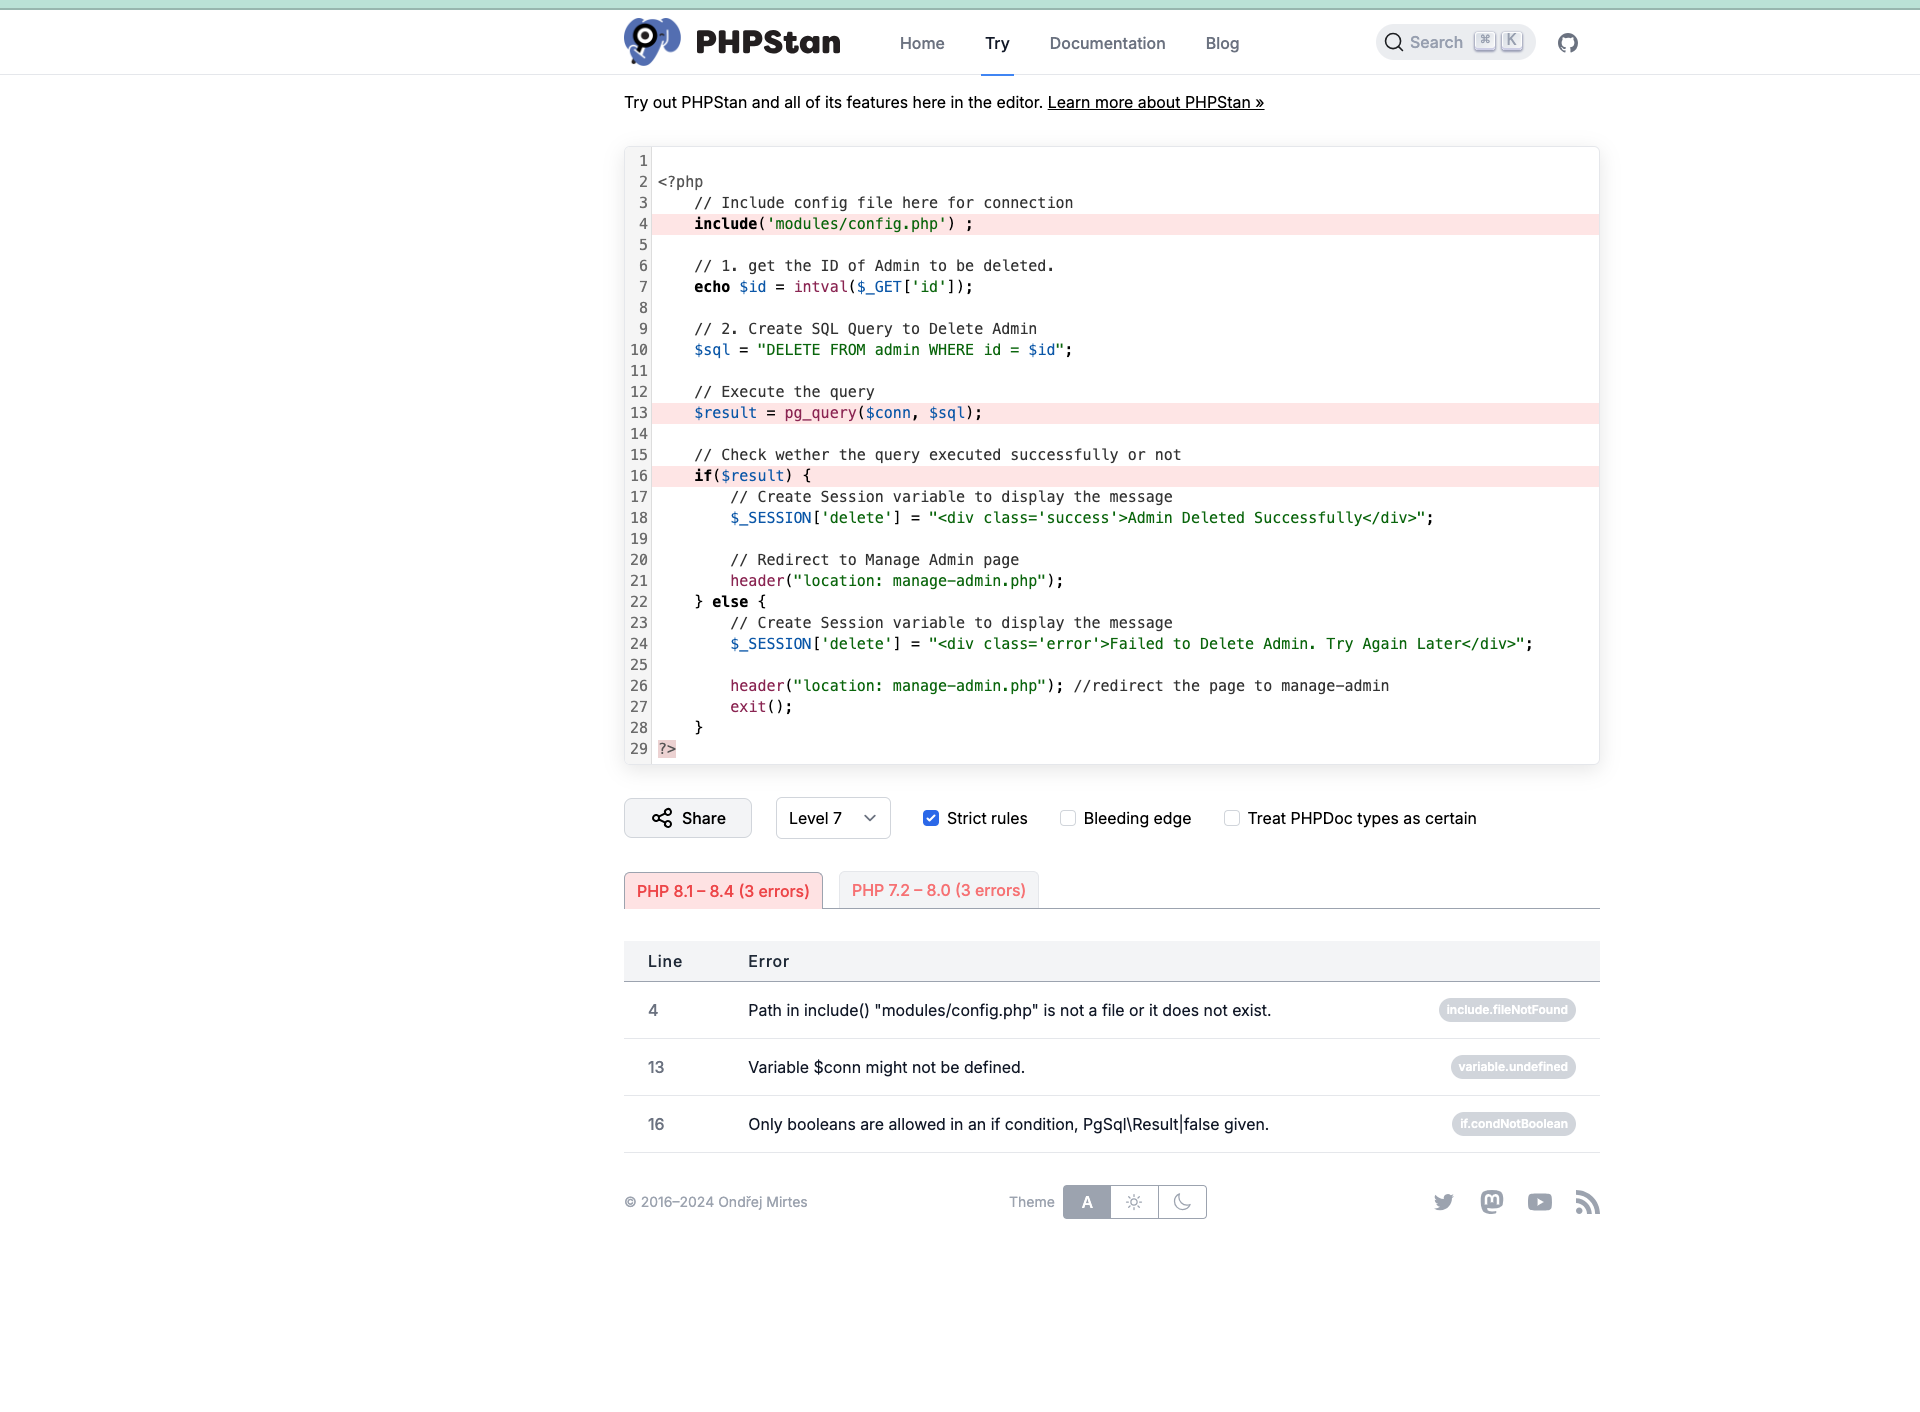 PHPStan
Home Try Documentation Blog Search ⌘ K
Try out PHPStan and all of its features here in the editor. Learn more about PHPStan »
1
2 <?php
3     // Include config file here for connection
4     include('modules/config.php') ;
5
6     // 1. get the ID of Admin to be deleted.
7     echo $id = intval($_GET['id']);
8
9     // 2. Create SQL Query to Delete Admin
10     $sql = "DELETE FROM admin WHERE id = $id";
11
12     // Execute the query
13     $result = pg_query($conn, $sql);
14
15     // Check wether the query executed successfully or not
16     if($result) {
17         // Create Session variable to display the message
18         $_SESSION['delete'] = "<div class='success'>Admin Deleted Successfully</div>";
19
20         // Redirect to Manage Admin page
21         header("location: manage-admin.php");
22     } else {
23         // Create Session variable to display the message
24         $_SESSION['delete'] = "<div class='error'>Failed to Delete Admin. Try Again Later</div>";
25
26         header("location: manage-admin.php"); //redirect the page to manage-admin
27         exit();
28     }
29 ?>
Share Level 7 Strict rules Bleeding edge Treat PHPDoc types as certain
PHP 8.1 – 8.4 (3 errors) PHP 7.2 – 8.0 (3 errors)
Line Error
4 Path in include() "modules/config.php" is not a file or it does not exist. include.fileNotFound
13 Variable $conn might not be defined. variable.undefined
16 Only booleans are allowed in an if condition, PgSql\Result|false given. if.condNotBoolean
© 2016–2024 Ondřej Mirtes Theme A